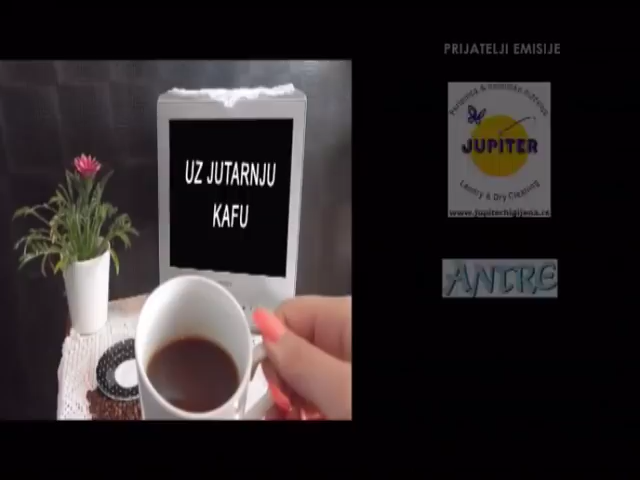 PRIJATELJI EMISIJE
UZ JUTARNJU
KAFU
JUPITER
Laundry & Dry Cleaning
www.jupiterhigijena.rs
ANTRE